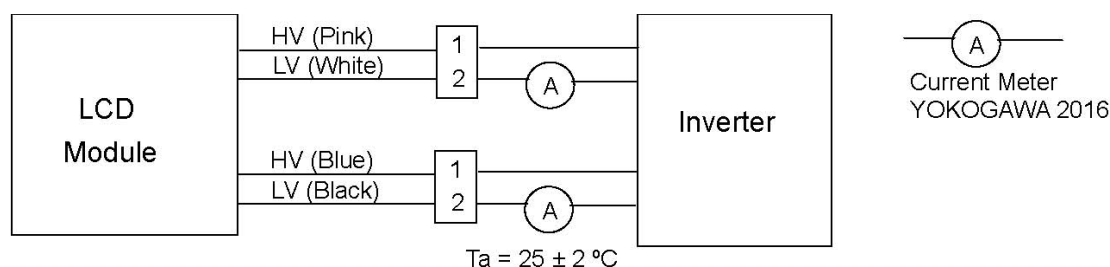 LCD
Module
HV (Pink)
LV (White)
HV (Blue)
LV (Black)
1
2
1
2
A
A
Ta = 25 ± 2 ºC
Inverter
A
Current Meter
YOKOGAWA 2016